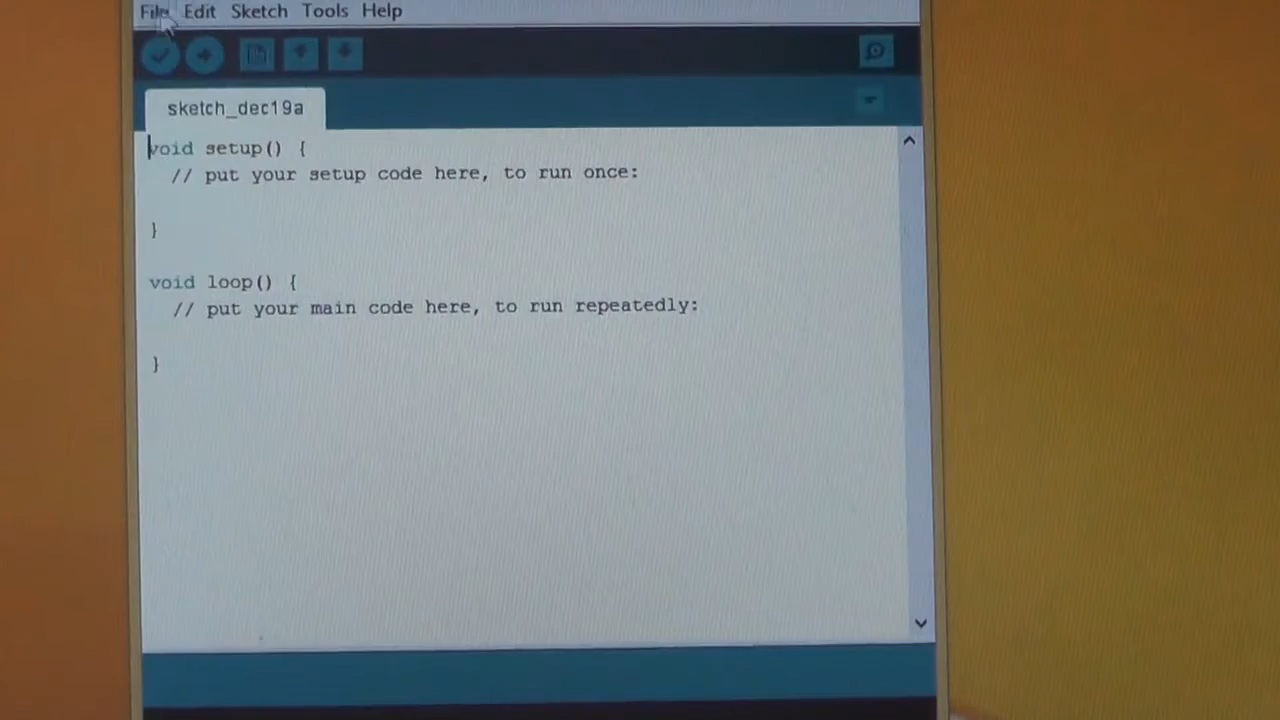 File Edit Sketch Tools Help
sketch_dec19a
void setup() {
// put your setup code here, to run once:
}
void loop() {
// put your main code here, to run repeatedly:
}